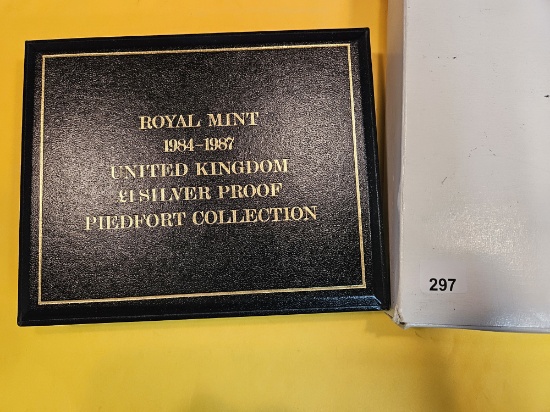 ROYAL MINT
1984-1987
UNITED KINGDOM
£1 SILVER PROOF
PIEDFORT COLLECTION
297